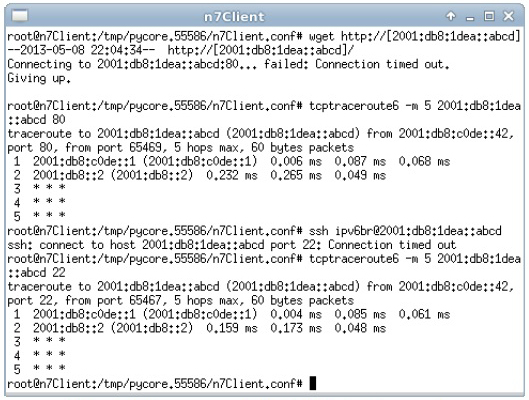 n7Client
root@n7Client:/tmp/pycore.55586/n7Client.conf# wget http://[2001:db8:1dea::abcd]
--2013-05-08 22:04:34--  http://[2001:db8:1dea::abcd]/
Connecting to 2001:db8:1dea::abcd:80... failed: Connection timed out.
Giving up.
root@n7Client:/tmp/pycore.55586/n7Client.conf# tcptraceroute6 -m 5 2001:db8:1dea
::abcd 80
traceroute to 2001:db8:1dea::abcd (2001:db8:1dea::abcd) from 2001:db8:c0de::42,
port 80, from port 65469, 5 hops max, 60 bytes packets
1  2001:db8:c0de::1 (2001:db8:c0de::1)  0.006 ms  0.087 ms  0.068 ms
2  2001:db8::2 (2001:db8::2)  0.232 ms  0.265 ms  0.049 ms
3  * * *
4  * * *
5  * * *
root@n7Client:/tmp/pycore.55586/n7Client.conf# ssh ipv6br@2001:db8:1dea::abcd
ssh: connect to host 2001:db8:1dea::abcd port 22: Connection timed out
root@n7Client:/tmp/pycore.55586/n7Client.conf# tcptraceroute6 -m 5 2001:db8:1dea
::abcd 22
traceroute to 2001:db8:1dea::abcd (2001:db8:1dea::abcd) from 2001:db8:c0de::42,
port 22, from port 65467, 5 hops max, 60 bytes packets
1  2001:db8:c0de::1 (2001:db8:c0de::1)  0.004 ms  0.085 ms  0.061 ms
2  2001:db8::2 (2001:db8::2)  0.159 ms  0.173 ms  0.048 ms
3  * * *
4  * * *
5  * * *
root@n7Client:/tmp/pycore.55586/n7Client.conf#